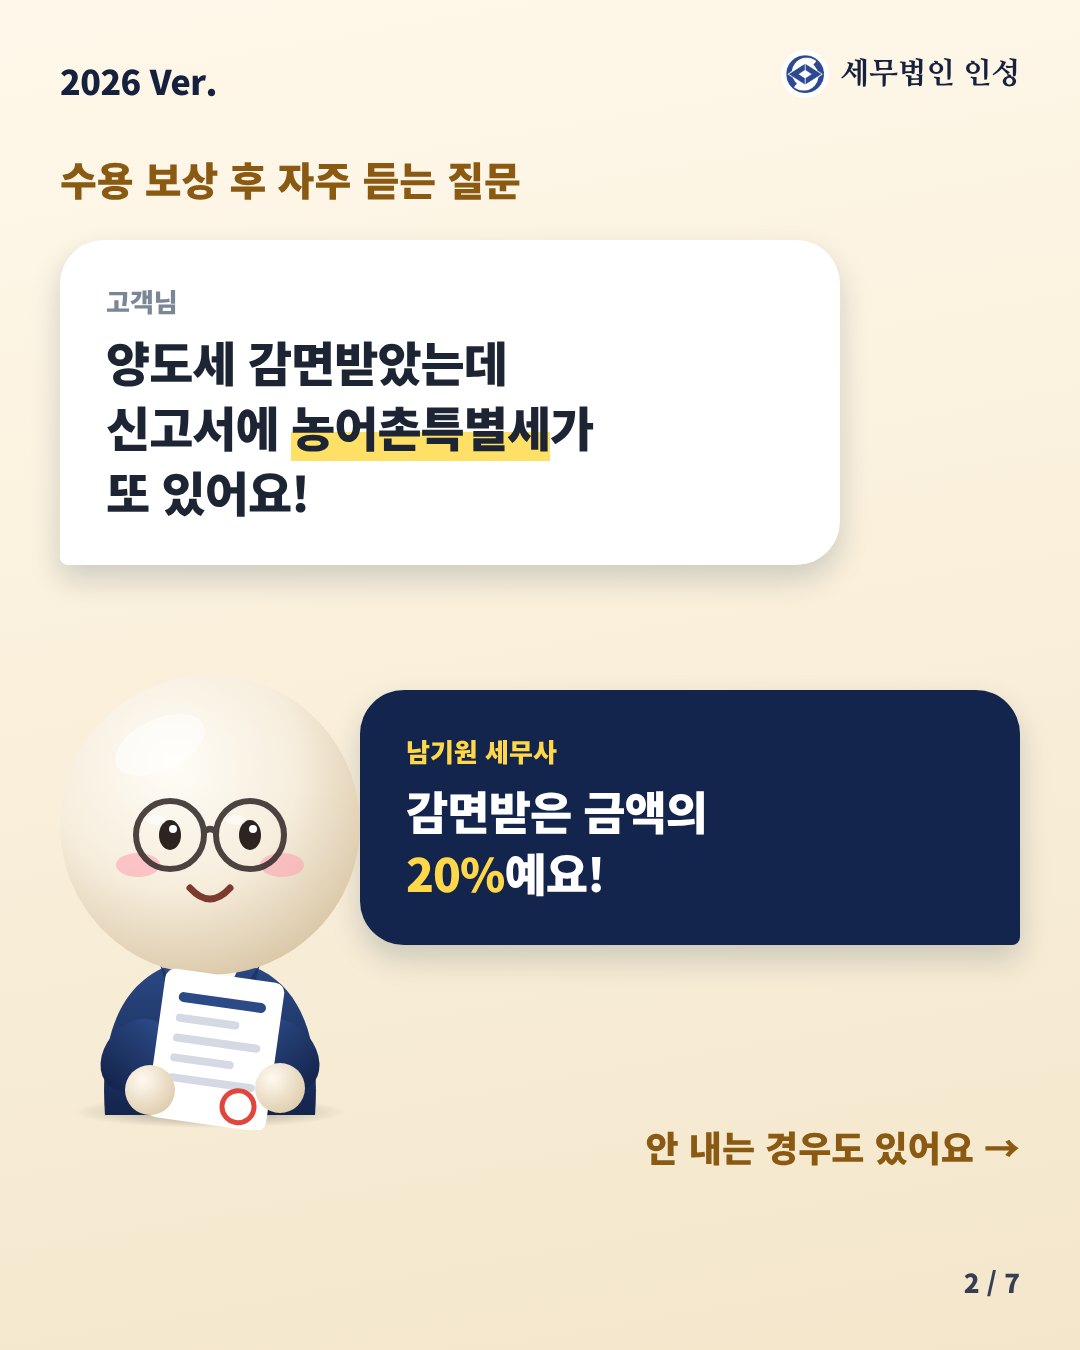 2026 Ver.
세무법인 인성
수용 보상 후 자주 듣는 질문
고객님
양도세 감면받았는데
신고서에 농어촌특별세가
또 있어요!
남기원 세무사
감면받은 금액의
20%예요!
안 내는 경우도 있어요 →
2 / 7